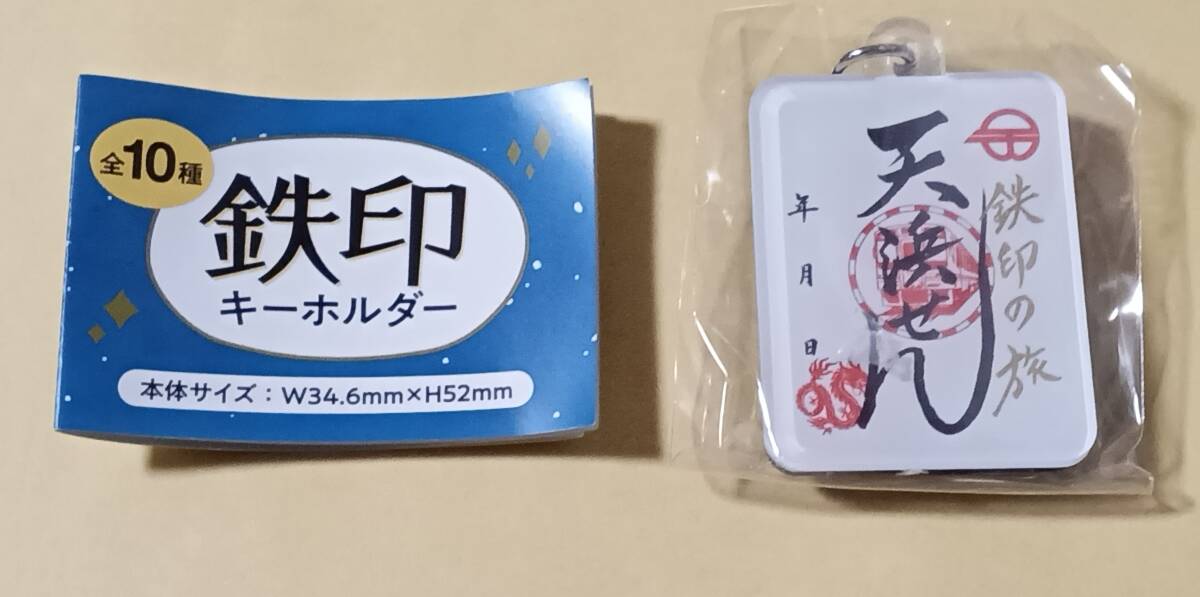 全10種
鉄印
キーホルダー
本体サイズ：W34.6mm×H52mm
鉄印の旅
天浜せん
年 月 日